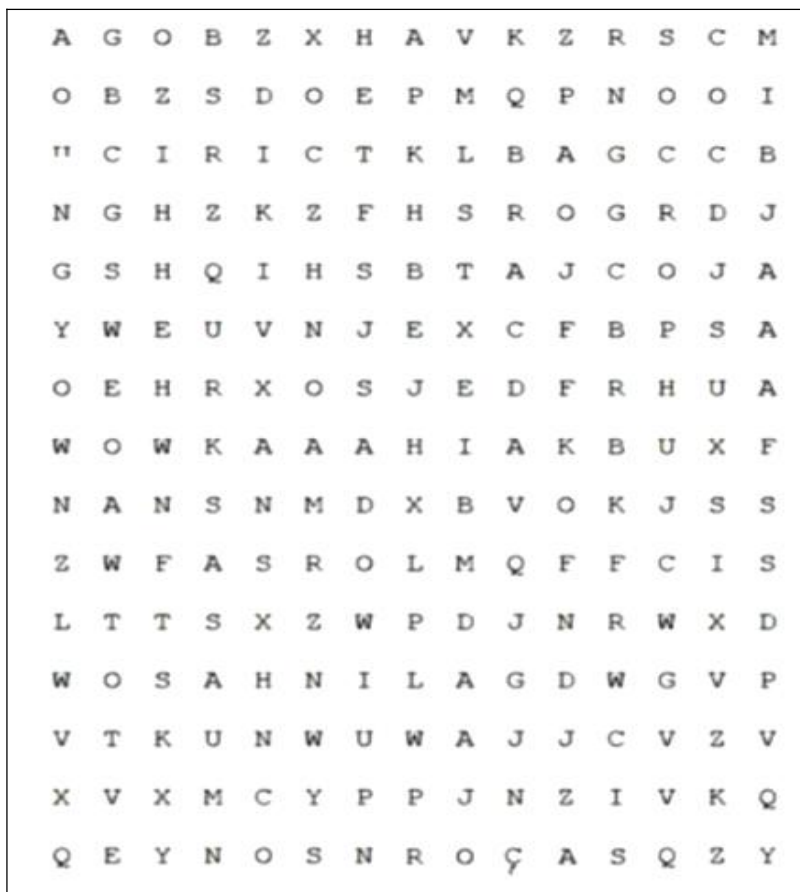 A G O B Z X H A V K Z R S C M
O B Z S D O E P M Q P N O O I
C I R I C T K L B A G C C B
N G H Z K Z F H S R O G R D J
G S H Q I H S B T A J C O J A
Y W E U V N J E X C F B P S A
O E H R X O S J E D F R H U A
W O W K A A A H I A K B U X F
N A N S N M D X B V O K J S S
Z W F A S R O L M Q F F C I S
L T T S X Z W P D J N R W X D
W O S A H N I L A G D W G V P
V T K U N W U W A J J C V Z V
X V X M C Y P P J N Z I V K Q
Q E Y N O S N R O Ç A S Q Z Y